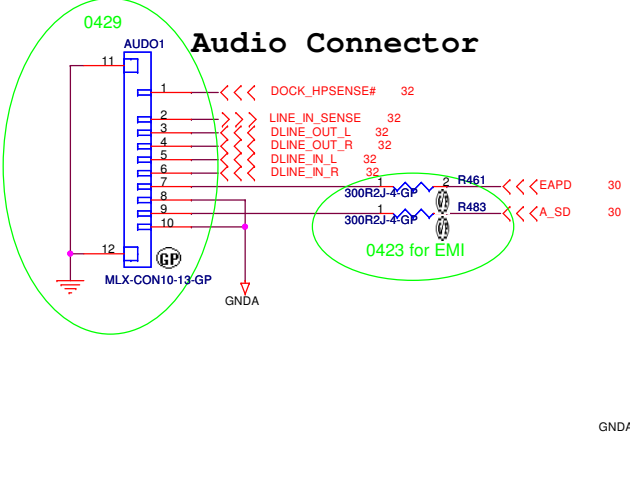 0429
AUDO1
Audio Connector
11
1 DOCK_HPSENSE# 32
2 LINE_IN_SENSE 32
3 DLINE_OUT_L 32
4 DLINE_OUT_R 32
5 DLINE_IN_L 32
6 DLINE_IN_R 32
7 1 2 R461 EAPD 30
300R2J-4-GP
8
9 1 R483 A_SD 30
300R2J-4-GP
10
0423 for EMI
12
GP
MLX-CON10-13-GP
GNDA
GNDA